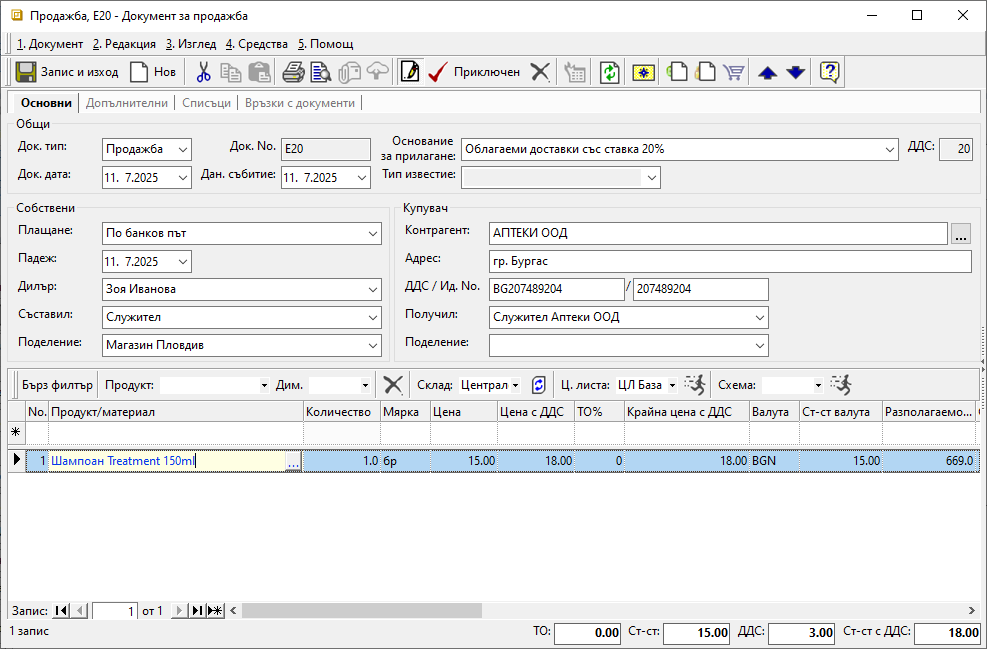 Продажба, E20 - Документ за продажба
1. Документ 2. Редакция 3. Изглед 4. Средства 5. Помощ
Запис и изход Нов Приключен
Основни Допълнителни Списъци Връзки с документи
Общи
Док. тип: Продажба Док. No. E20 Основание за прилагане: Облагаеми доставки със ставка 20% ДДС: 20
Док. дата: 11. 7.2025 Дан. събитие: 11. 7.2025 Тип известие:
Собствени Купувач
Плащане: По банков път Контрагент: АПТЕКИ ООД ...
Падеж: 11. 7.2025 Адрес: гр. Бургас
Дилър: Зоя Иванова ДДС / Ид. No. BG207489204 / 207489204
Съставил: Служител Получил: Служител Аптеки ООД
Поделение: Магазин Пловдив Поделение:
Бърз филтър Продукт: Дим. Склад: Централ Ц. листа: ЦЛ База Схема:
No. Продукт/материал Количество Мярка Цена Цена с ДДС ТО% Крайна цена с ДДС Валута Ст-ст валута Разполагаемо...
1 Шампоан Treatment 150ml ... 1.0 бр 15.00 18.00 0 18.00 BGN 15.00 669.0
Запис: 1 от 1
1 запис ТО: 0.00 Ст-ст: 15.00 ДДС: 3.00 Ст-ст с ДДС: 18.00